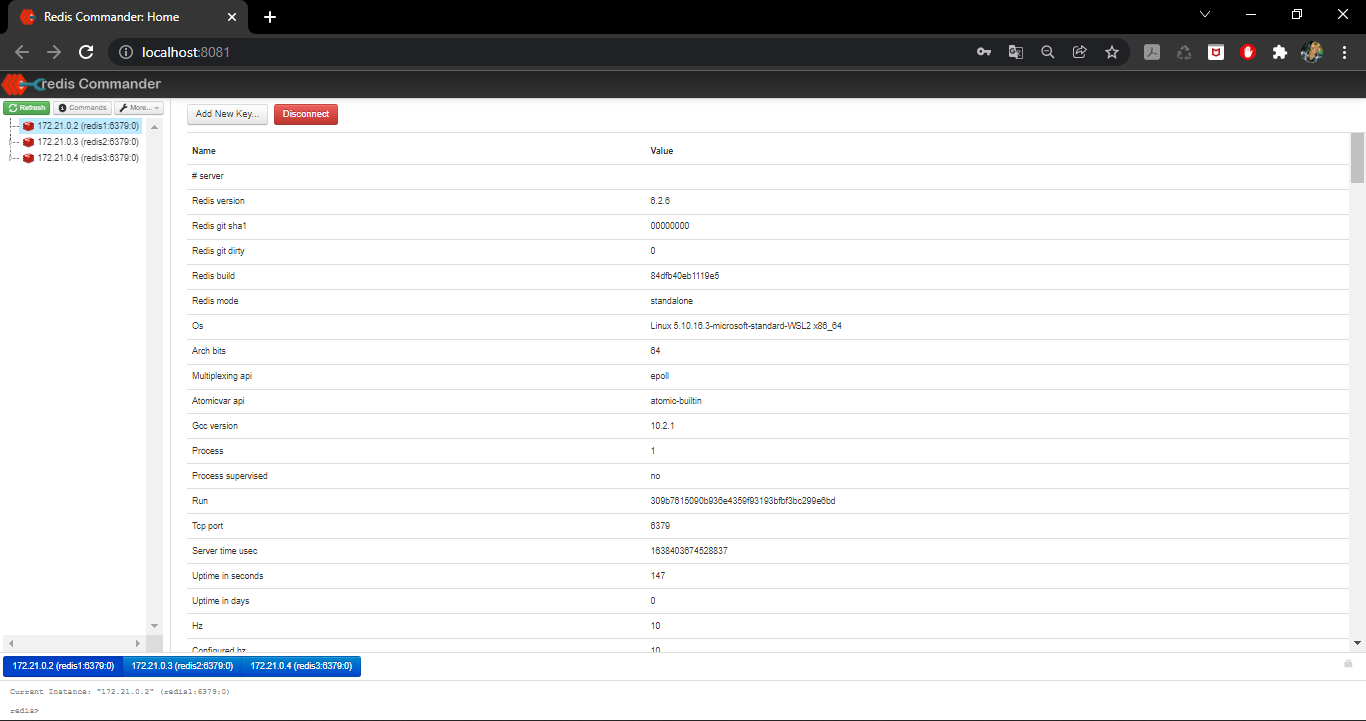 Redis Commander: Home
localhost:8081
redis Commander
Refresh Commands More...
Add New Key... Disconnect
172.21.0.2 (redis1:6379:0)
172.21.0.3 (redis2:6379:0)
172.21.0.4 (redis3:6379:0)
Name Value
# server
Redis version 6.2.6
Redis git sha1 00000000
Redis git dirty 0
Redis build 84dfb40eb1119e5
Redis mode standalone
Os Linux 5.10.16.3-microsoft-standard-WSL2 x86_64
Arch bits 64
Multiplexing api epoll
Atomicvar api atomic-builtin
Gcc version 10.2.1
Process 1
Process supervised no
Run 309b7615090b936e4359f93193bfbf3bc299e6bd
Tcp port 6379
Server time usec 1638403674528837
Uptime in seconds 147
Uptime in days 0
Hz 10
Configured hz 10
172.21.0.2 (redis1:6379:0) 172.21.0.3 (redis2:6379:0) 172.21.0.4 (redis3:6379:0)
Current Instance: "172.21.0.2" (redis1:6379:0)
redis>